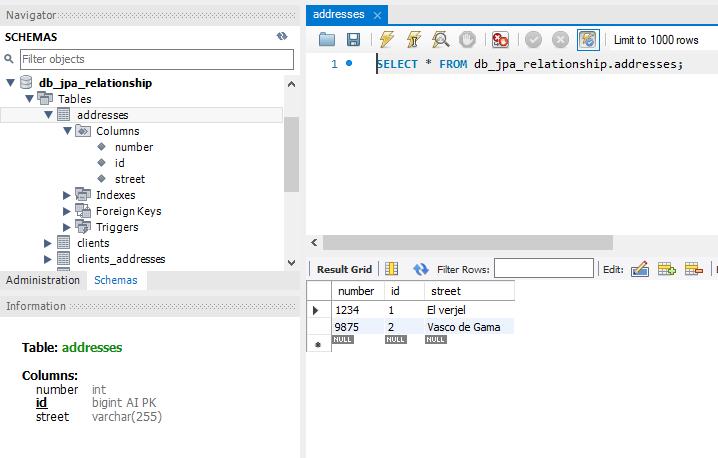 Navigator
SCHEMAS
Filter objects
db_jpa_relationship
Tables
addresses
Columns
number
id
street
Indexes
Foreign Keys
Triggers
clients
clients_addresses
Administration Schemas
Information
Table: addresses
Columns:
number int
id bigint AI PK
street varchar(255)
addresses
Limit to 1000 rows
1 SELECT * FROM db_jpa_relationship.addresses;
Result Grid Filter Rows: Edit:
number id street
1234 1 El verjel
9875 2 Vasco de Gama
NULL NULL NULL